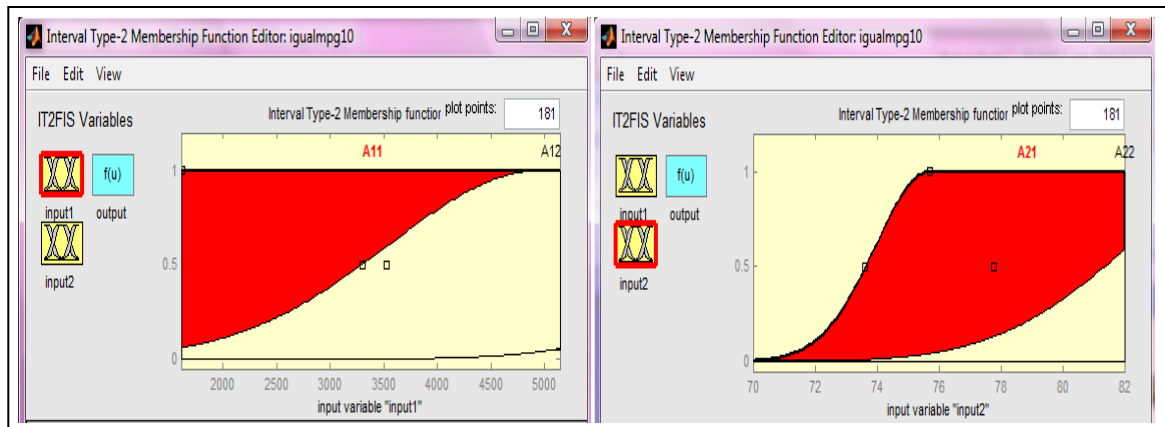 Interval Type-2 Membership Function Editor: igualmpg10
File Edit View
IT2FIS Variables
Interval Type-2 Membership functior plot points: 181
A11 A12
f(u)
input1 output
input2
1
0.5
0
2000 2500 3000 3500 4000 4500 5000
input variable "input1"
Interval Type-2 Membership Function Editor: igualmpg10
File Edit View
IT2FIS Variables
Interval Type-2 Membership functior plot points: 181
A21 A22
f(u)
input1 output
input2
1
0.5
0
70 72 74 76 78 80 82
input variable "input2"